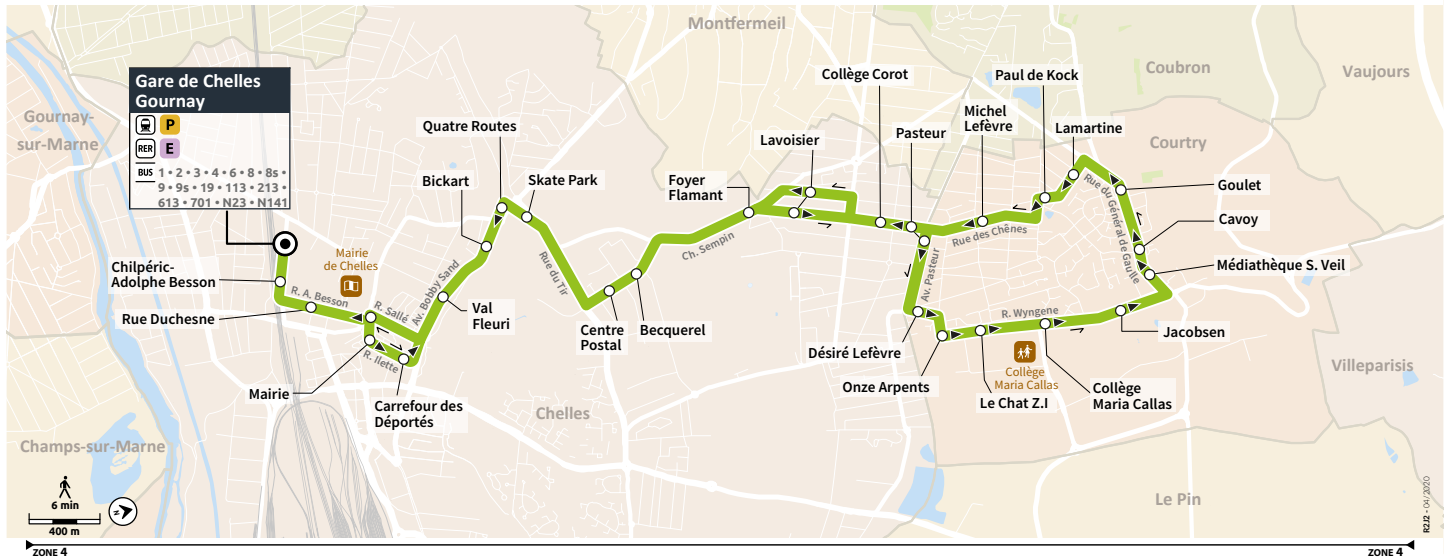 Montfermeil
Coubron
Vaujours
Gournay-
sur-Marne
Courtry
Villeparisis
Chelles
Champs-sur-Marne
Le Pin
Gare de Chelles
Gournay
P
RER E
BUS 1 • 2 • 3 • 4 • 6 • 8 • 8s •
9 • 9s • 19 • 113 • 213 •
613 • 701 • N23 • N141
Chilpéric-
Adolphe Besson
Rue Duchesne
Mairie
de Chelles
R. A. Besson
R. Sallé
R. Ilette
Mairie
Carrefour des
Déportés
Av. Bobby Sand
Val
Fleuri
Bickart
Quatre Routes
Skate Park
Rue du Tir
Centre
Postal
Becquerel
Ch. Sempin
Foyer
Flamant
Lavoisier
Collège Corot
Pasteur
Michel
Lefèvre
Paul de Kock
Lamartine
Goulet
Cavoy
Médiathèque S. Veil
Jacobsen
Rue des Chênes
Rue du Général de Gaulle
Av. Pasteur
R. Wyngene
Désiré Lefèvre
Onze Arpents
Le Chat Z.I
Collège
Maria Callas
Collège
Maria Callas
6 min
400 m
N
R2J2 - 04/2020
ZONE 4
ZONE 4